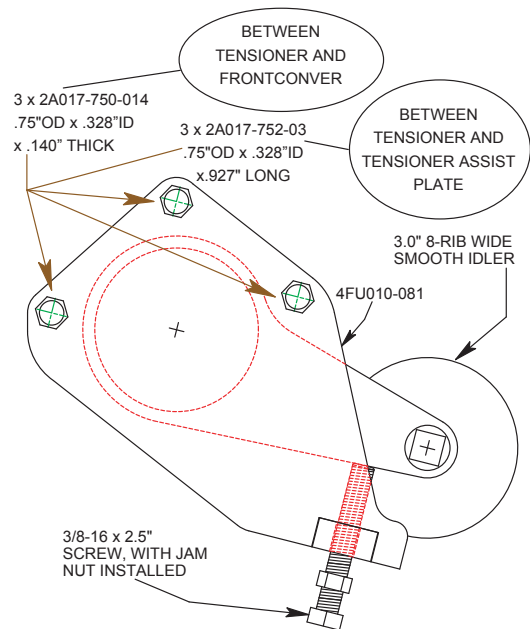 BETWEEN
TENSIONER AND
FRONTCONVER
3 x 2A017-750-014
.75"OD x .328"ID
x .140” THICK
3 x 2A017-752-03
.75"OD x .328”ID
x.927" LONG
BETWEEN
TENSIONER AND
TENSIONER ASSIST
PLATE
3.0" 8-RIB WIDE
SMOOTH IDLER
4FU010-081
3/8-16 x 2.5"
SCREW, WITH JAM
NUT INSTALLED